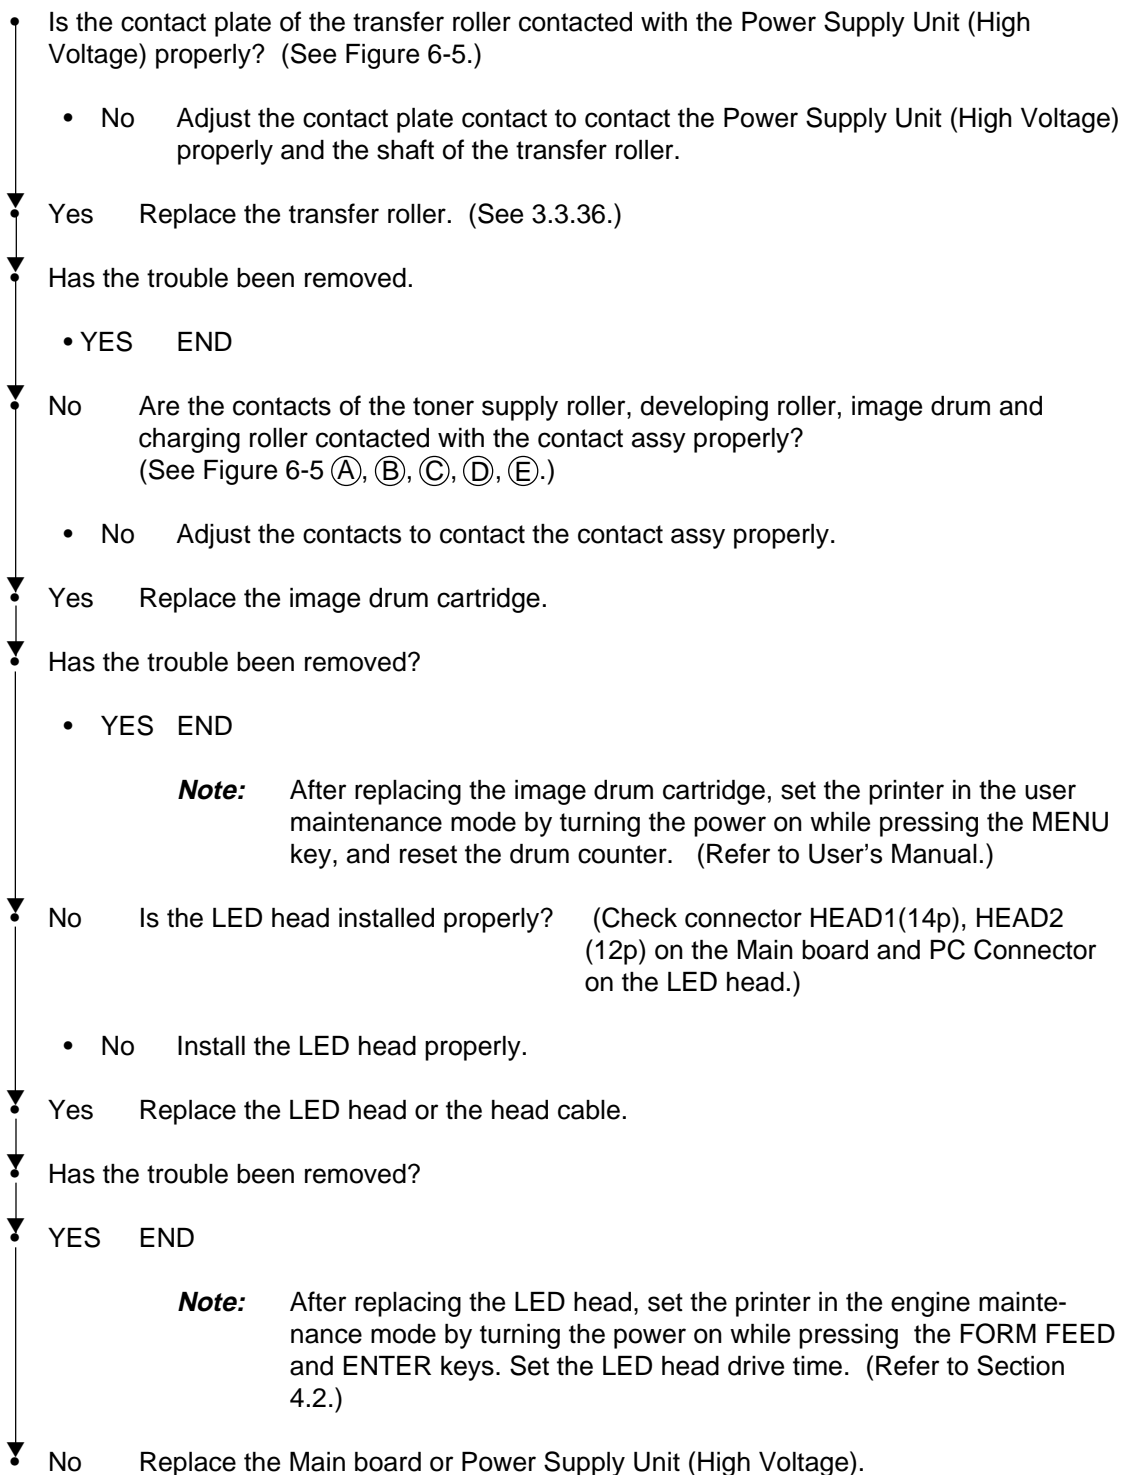 • Is the contact plate of the transfer roller contacted with the Power Supply Unit (High
Voltage) properly? (See Figure 6-5.)
• No Adjust the contact plate contact to contact the Power Supply Unit (High Voltage)
properly and the shaft of the transfer roller.
• Yes Replace the transfer roller. (See 3.3.36.)
• Has the trouble been removed.
• YES END
• No Are the contacts of the toner supply roller, developing roller, image drum and
charging roller contacted with the contact assy properly?
(See Figure 6-5 Ⓐ, Ⓑ, Ⓒ, Ⓓ, Ⓔ.)
• No Adjust the contacts to contact the contact assy properly.
• Yes Replace the image drum cartridge.
• Has the trouble been removed?
• YES END
Note: After replacing the image drum cartridge, set the printer in the user
maintenance mode by turning the power on while pressing the MENU
key, and reset the drum counter. (Refer to User's Manual.)
• No Is the LED head installed properly? (Check connector HEAD1(14p), HEAD2
(12p) on the Main board and PC Connector
on the LED head.)
• No Install the LED head properly.
• Yes Replace the LED head or the head cable.
• Has the trouble been removed?
• YES END
Note: After replacing the LED head, set the printer in the engine mainte-
nance mode by turning the power on while pressing the FORM FEED
and ENTER keys. Set the LED head drive time. (Refer to Section
4.2.)
• No Replace the Main board or Power Supply Unit (High Voltage).